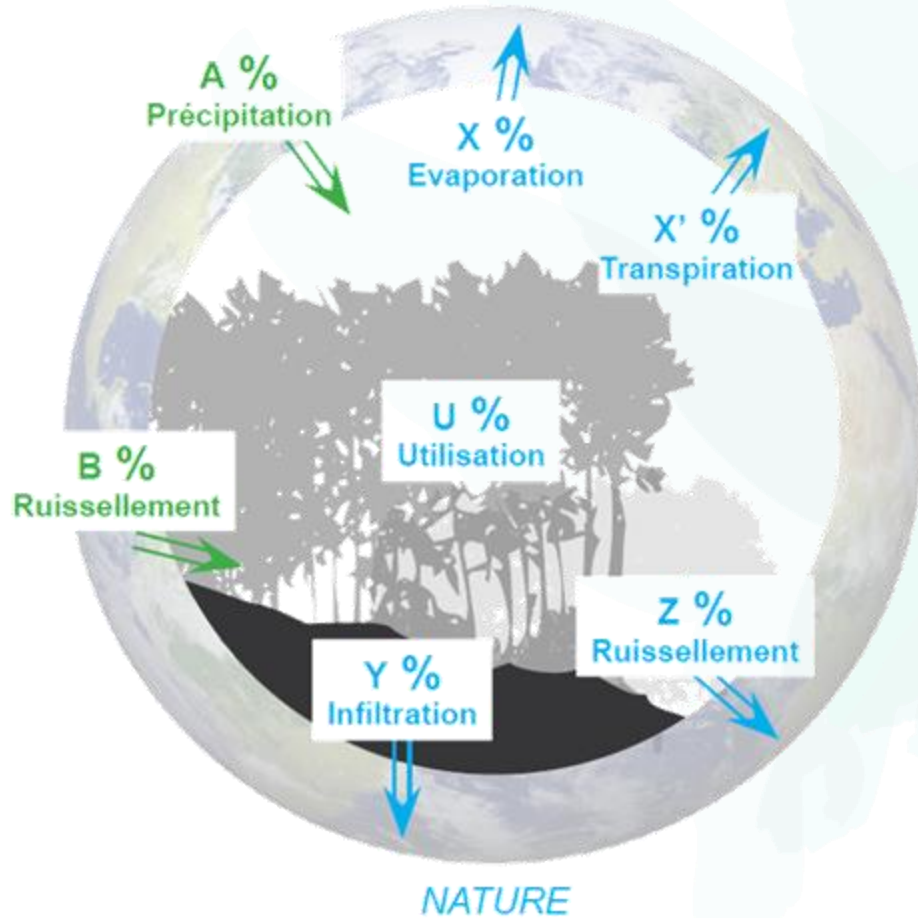 A %
Précipitation
X %
Evaporation
X' %
Transpiration
U %
Utilisation
B %
Ruissellement
Z %
Ruissellement
Y %
Infiltration
NATURE